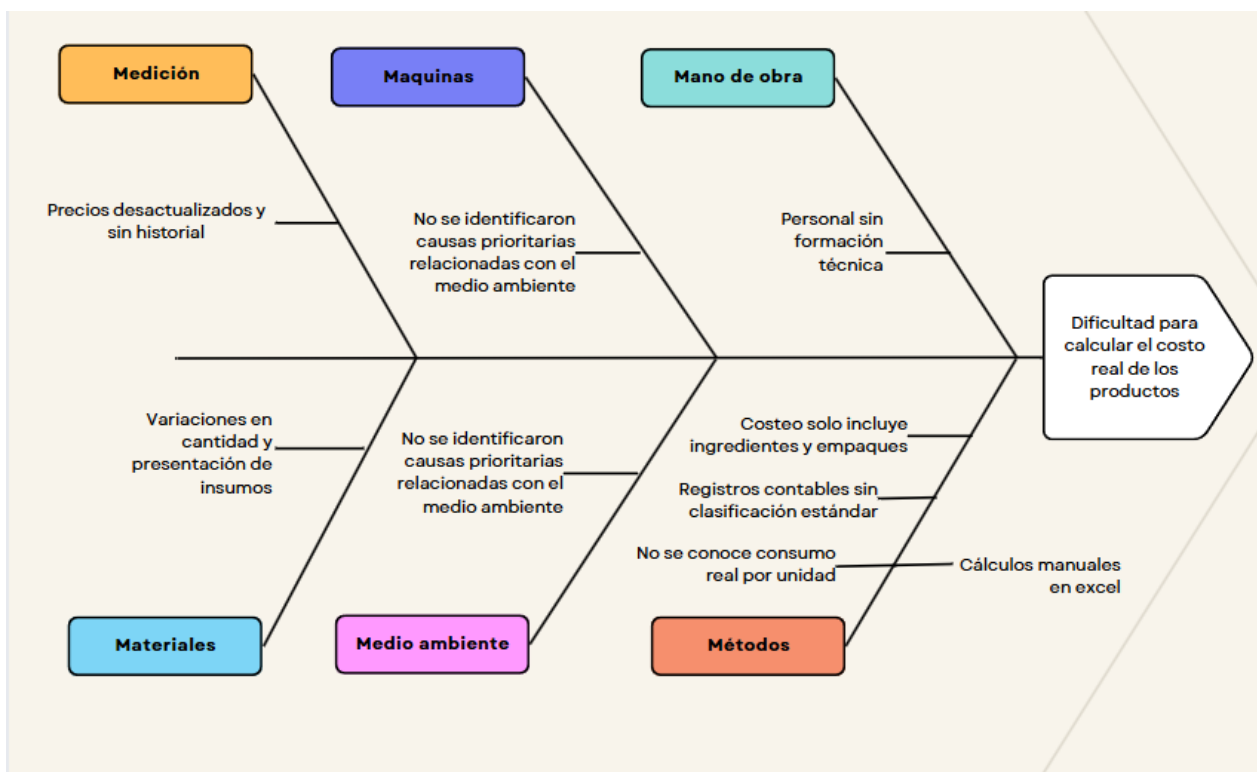 Medición
Maquinas
Mano de obra
Precios desactualizados y
sin historial
No se identificaron
causas prioritarias
relacionadas con el
medio ambiente
Personal sin
formación
técnica
Dificultad para
calcular el costo
real de los
productos
Variaciones en
cantidad y
presentación de
insumos
No se identificaron
causas prioritarias
relacionadas con el
medio ambiente
Costeo solo incluye
ingredientes y empaques
Registros contables sin
clasificación estándar
No se conoce consumo
real por unidad
Cálculos manuales
en excel
Materiales
Medio ambiente
Métodos